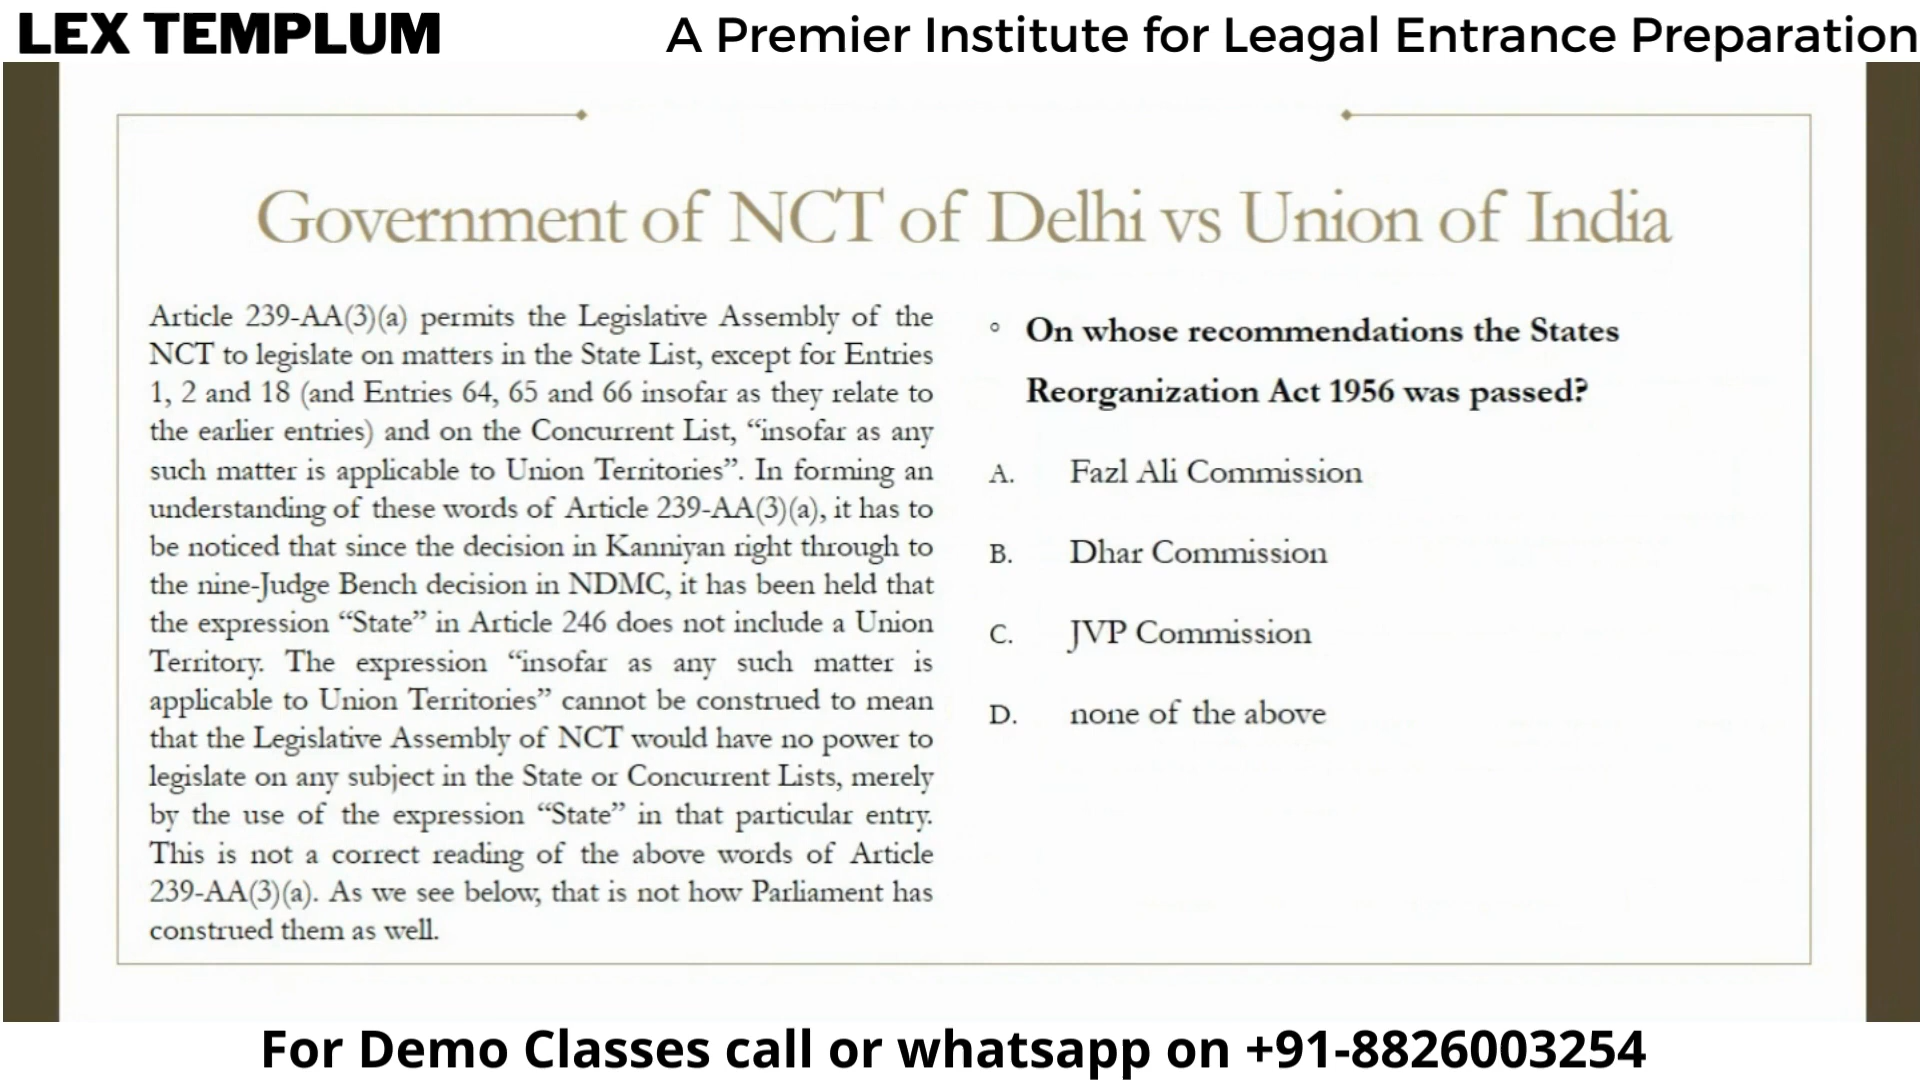 LEX TEMPLUM
A Premier Institute for Leagal Entrance Preparation
Government of NCT of Delhi vs Union of India
Article 239-AA(3)(a) permits the Legislative Assembly of the
NCT to legislate on matters in the State List, except for Entries
1, 2 and 18 (and Entries 64, 65 and 66 insofar as they relate to
the earlier entries) and on the Concurrent List, “insofar as any
such matter is applicable to Union Territories”. In forming an
understanding of these words of Article 239-AA(3)(a), it has to
be noticed that since the decision in Kanniyan right through to
the nine-Judge Bench decision in NDMC, it has been held that
the expression “State” in Article 246 does not include a Union
Territory. The expression “insofar as any such matter is
applicable to Union Territories” cannot be construed to mean
that the Legislative Assembly of NCT would have no power to
legislate on any subject in the State or Concurrent Lists, merely
by the use of the expression “State” in that particular entry.
This is not a correct reading of the above words of Article
239-AA(3)(a). As we see below, that is not how Parliament has
construed them as well.
° On whose recommendations the States
Reorganization Act 1956 was passed?
A. Fazl Ali Commission
B. Dhar Commission
C. JVP Commission
D. none of the above
For Demo Classes call or whatsapp on +91-8826003254